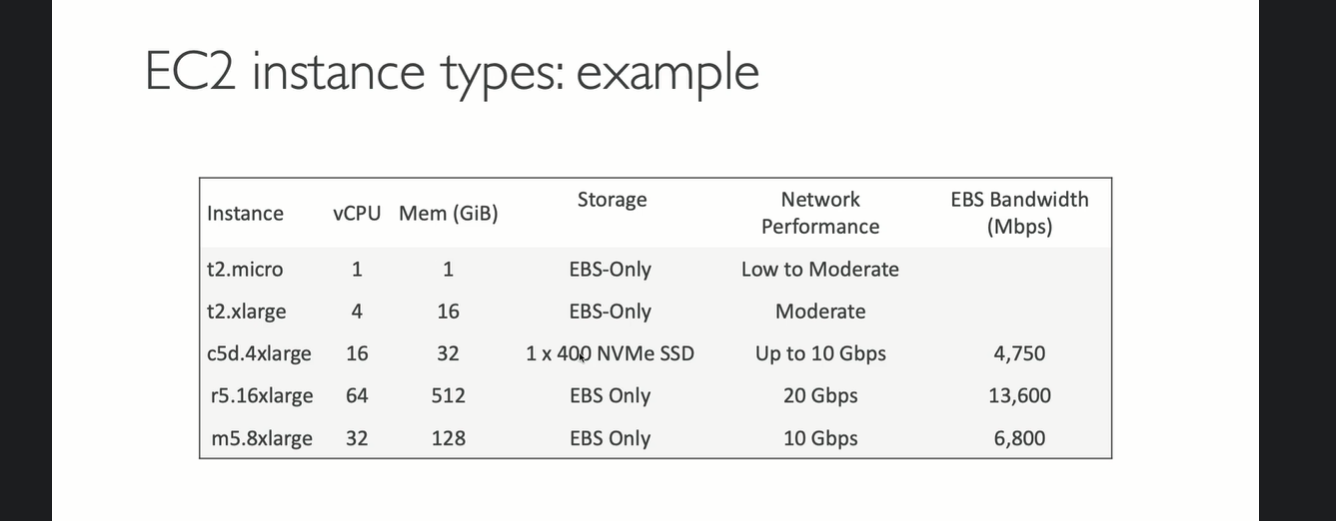 EC2 instance types: example
Instance vCPU Mem (GiB) Storage Network Performance EBS Bandwidth (Mbps)
t2.micro 1 1 EBS-Only Low to Moderate
t2.xlarge 4 16 EBS-Only Moderate
c5d.4xlarge 16 32 1 x 400 NVMe SSD Up to 10 Gbps 4,750
r5.16xlarge 64 512 EBS Only 20 Gbps 13,600
m5.8xlarge 32 128 EBS Only 10 Gbps 6,800